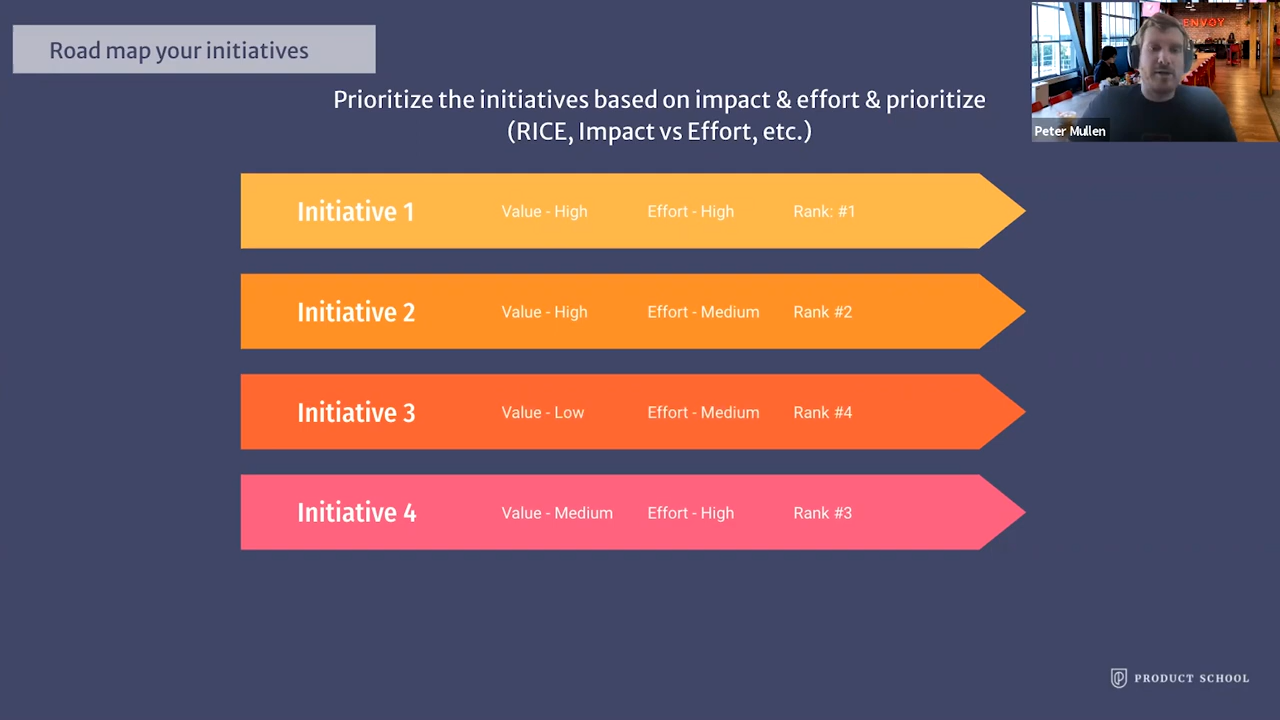 Road map your initiatives
ENVOY
Peter Mullen
Prioritize the initiatives based on impact & effort & prioritize
(RICE, Impact vs Effort, etc.)
Initiative 1 Value - High Effort - High Rank: #1
Initiative 2 Value - High Effort - Medium Rank #2
Initiative 3 Value - Low Effort - Medium Rank #4
Initiative 4 Value - Medium Effort - High Rank #3
PRODUCT SCHOOL